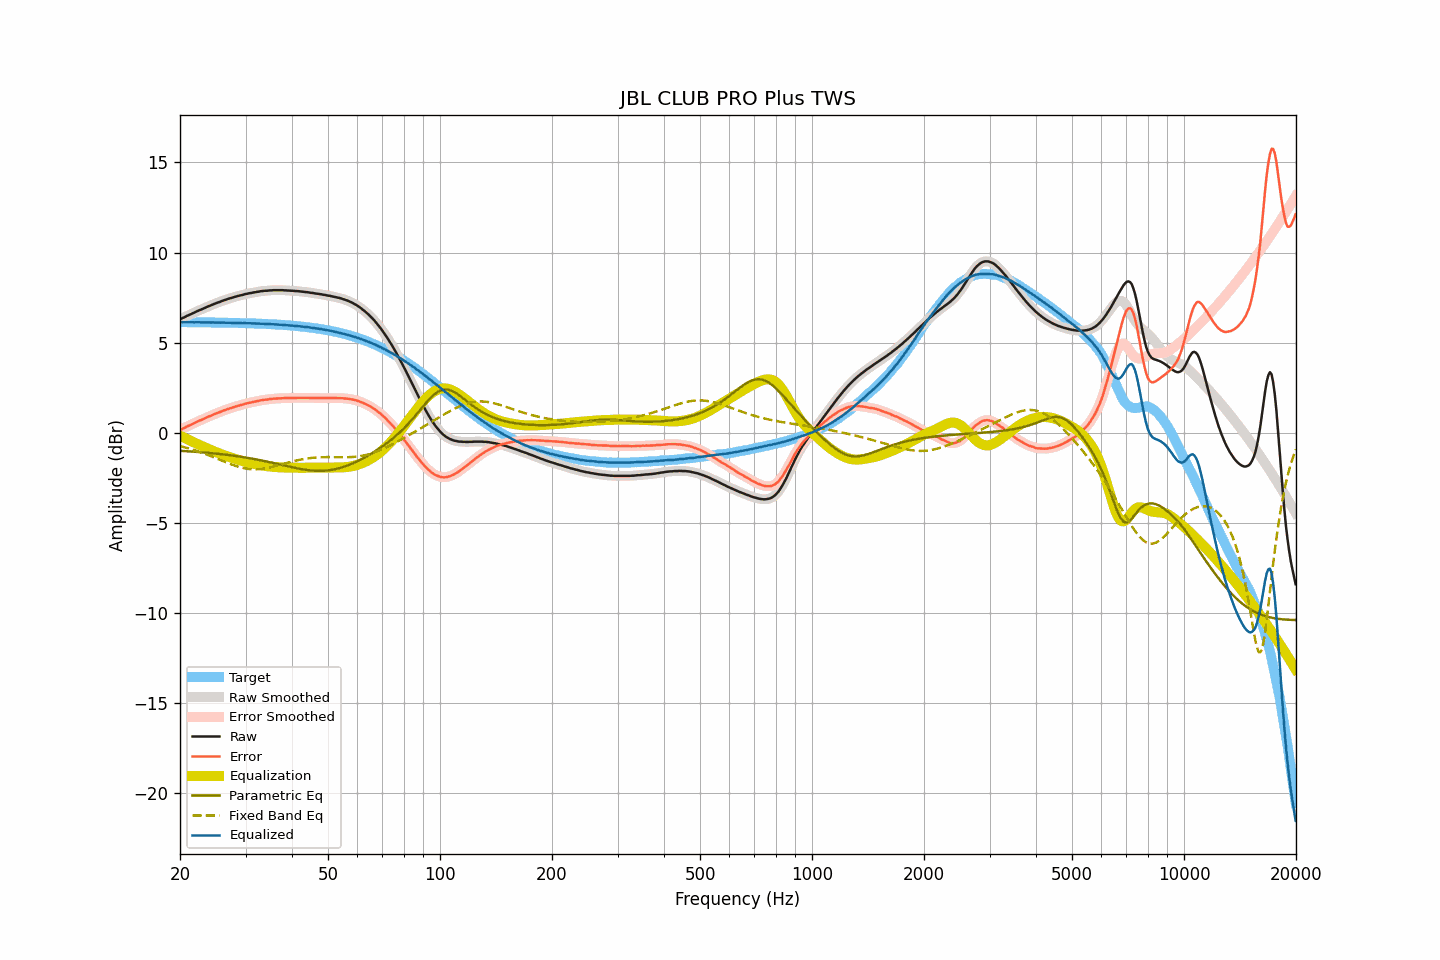 JBL CLUB PRO Plus TWS
Amplitude (dBr)
15
10
5
0
−5
−10
−15
−20
Target
Raw Smoothed
Error Smoothed
Raw
Error
Equalization
Parametric Eq
Fixed Band Eq
Equalized
20 50 100 200 500 1000 2000 5000 10000 20000
Frequency (Hz)